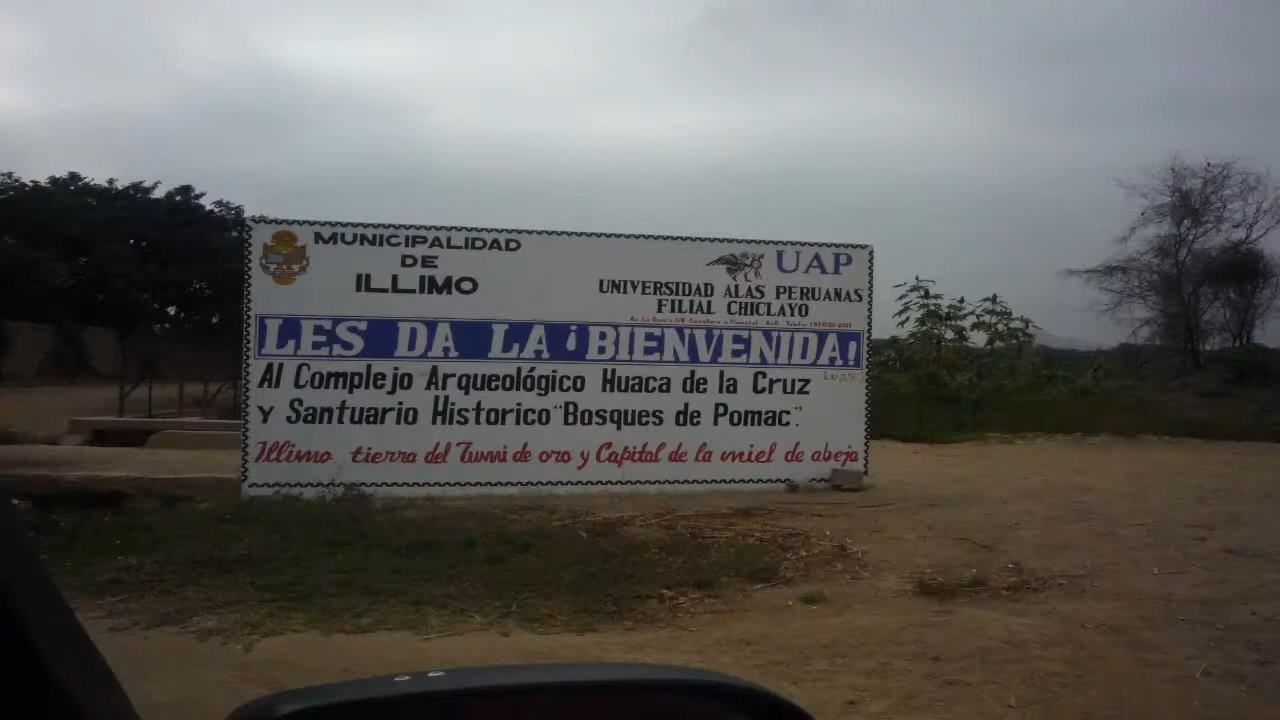 MUNICIPALIDAD
DE
ILLIMO
UAP
UNIVERSIDAD ALAS PERUANAS
FILIAL CHICLAYO
LES DA LA ¡BIENVENIDA!
Al Complejo Arqueológico Huaca de la Cruz
Y Santuario Historico "Bosques de Pomac".
Illimo tierra del Tumi de oro y Capital de la miel de abeja